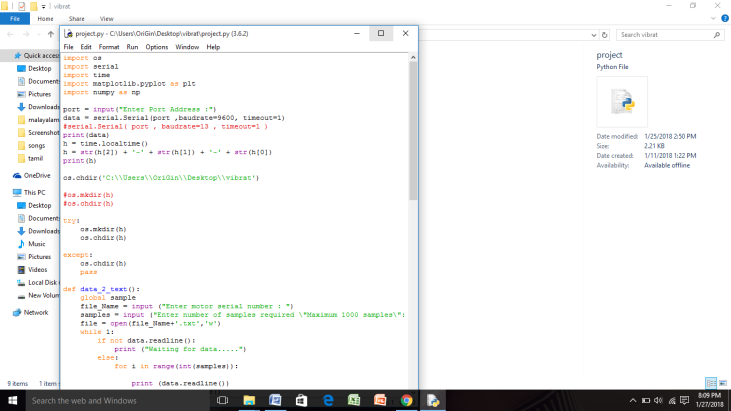 vibrat
File Home Share View
Search vibrat
Quick access
Desktop
Document
Pictures
Download
malayalam
Screenshot
songs
tamil
OneDrive
This PC
Desktop
Document
Download
Music
Pictures
Videos
Local Disk
New Volum
Network
9 items 1 item
project.py - C:\Users\OriGin\Desktop\vibrat\project.py (3.6.2)
File Edit Format Run Options Window Help
import os
import serial
import time
import matplotlib.pyplot as plt
import numpy as np
port = input("Enter Port Address :")
data = serial.Serial(port ,baudrate=9600, timeout=1)
#serial.Serial( port , baudrate=13 , timeout=1 )
print(data)
h = time.localtime()
h = str(h[2]) + '-' + str(h[1]) + '-' + str(h[0])
print(h)
os.chdir('C:\\Users\\OriGin\\Desktop\\vibrat')
#os.mkdir(h)
#os.chdir(h)
try:
    os.mkdir(h)
    os.chdir(h)
except:
    os.chdir(h)
    pass
def data_2_text():
    global sample
    file_Name = input ("Enter motor serial number : ")
    samples = input ("Enter number of samples required \"Maximum 1000 samples\":
    file = open(file_Name+'.txt','w')
    while 1:
        if not data.readline():
            print ("Waiting for data.....")
        else:
            for i in range(int(samples)):
                print (data.readline())
project
Python File
Date modified: 1/25/2018 2:50 PM
Size: 2.21 KB
Date created: 1/11/2018 1:22 PM
Availability: Available offline
Search the web and Windows
8:09 PM
1/27/2018